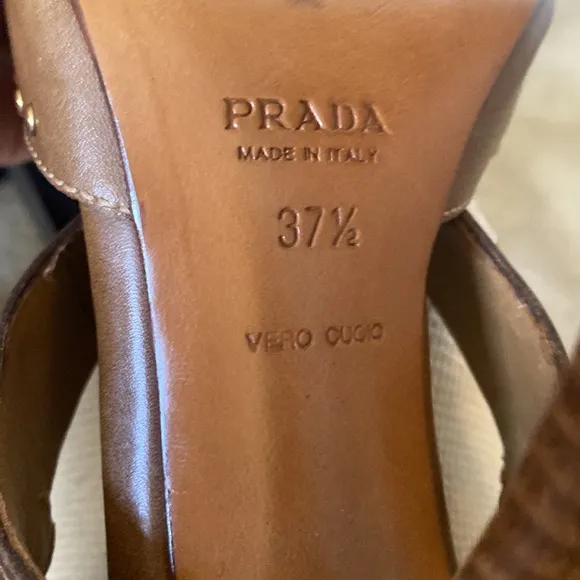 PRADA
MADE IN ITALY
37½
VERO CUOIO